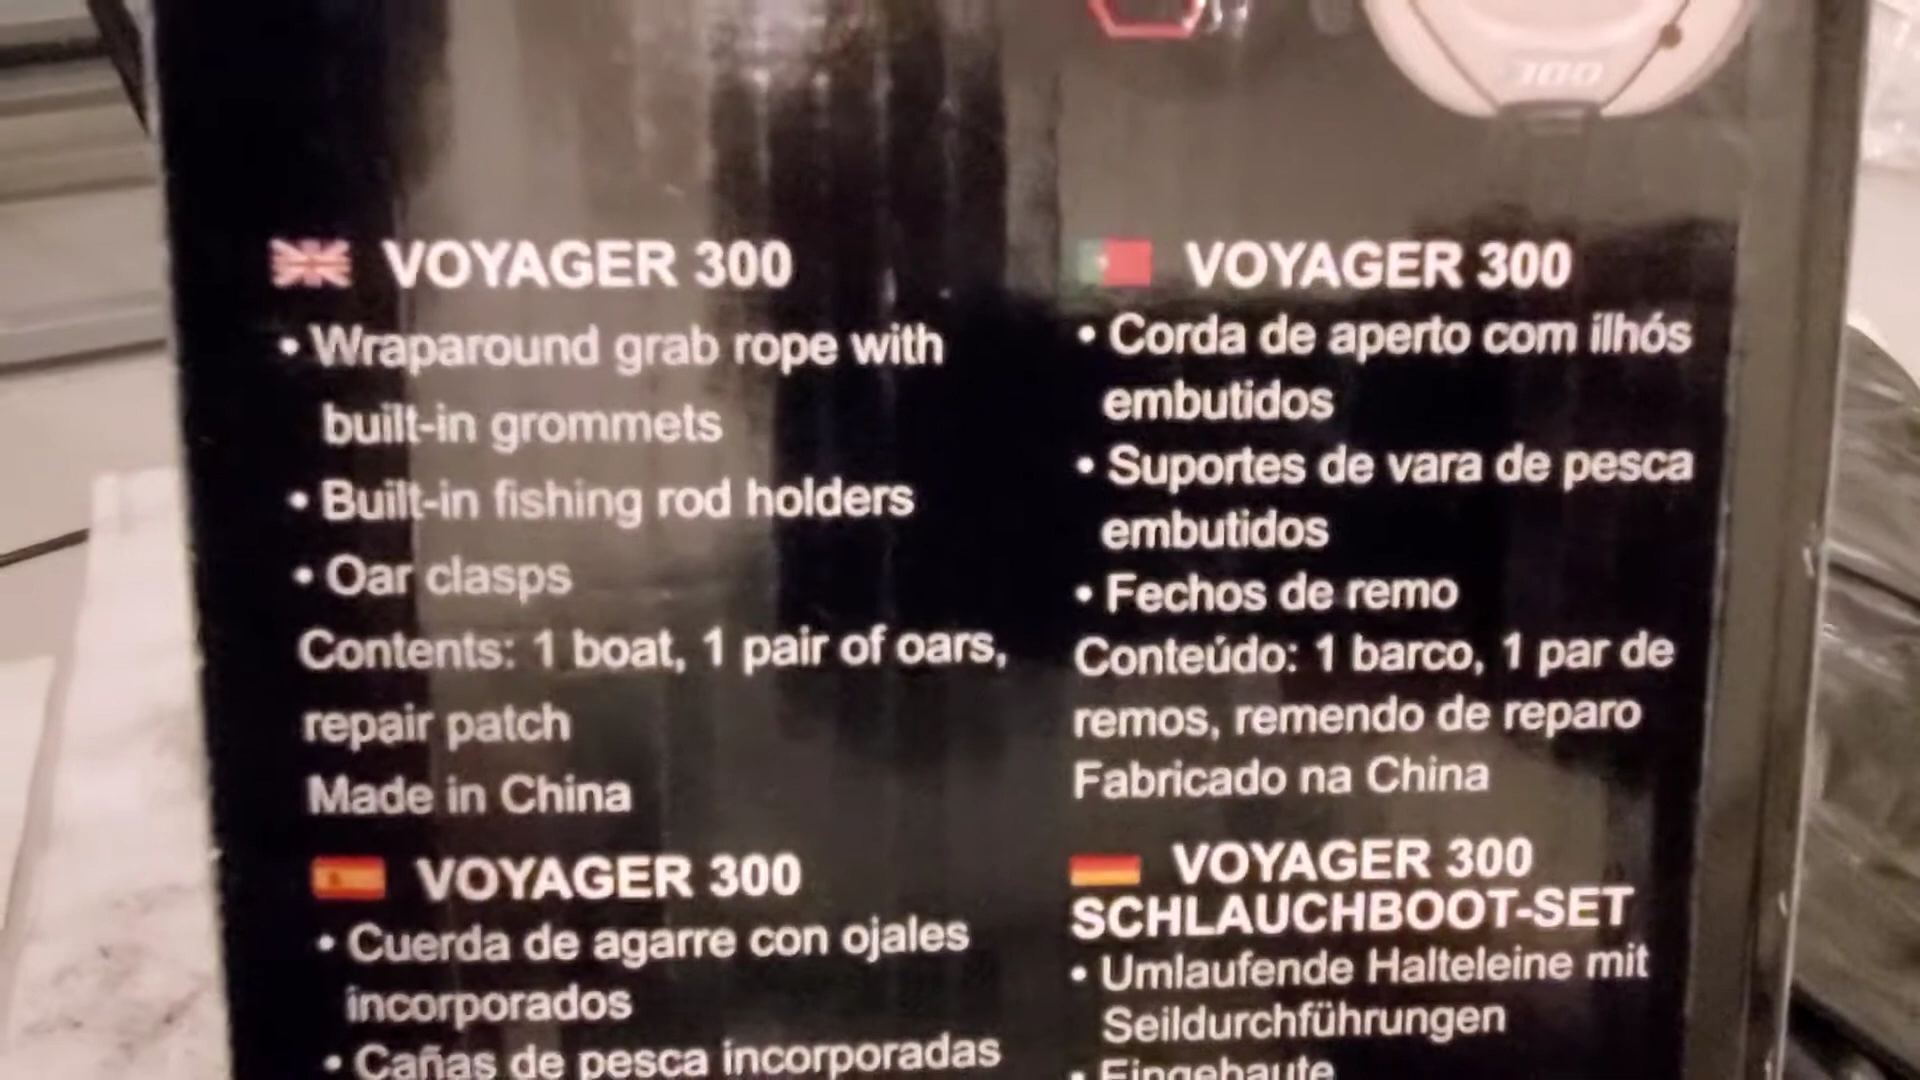 300
VOYAGER 300
• Wraparound grab rope with
built-in grommets
• Built-in fishing rod holders
• Oar clasps
Contents: 1 boat, 1 pair of oars,
repair patch
Made in China
VOYAGER 300
• Cuerda de agarre con ojales
incorporados
• Cañas de pesca incorporadas
VOYAGER 300
• Corda de aperto com ilhós
embutidos
• Suportes de vara de pesca
embutidos
• Fechos de remo
Conteúdo: 1 barco, 1 par de
remos, remendo de reparo
Fabricado na China
VOYAGER 300
SCHLAUCHBOOT-SET
• Umlaufende Halteleine mit
Seildurchführungen
• Eingebaute